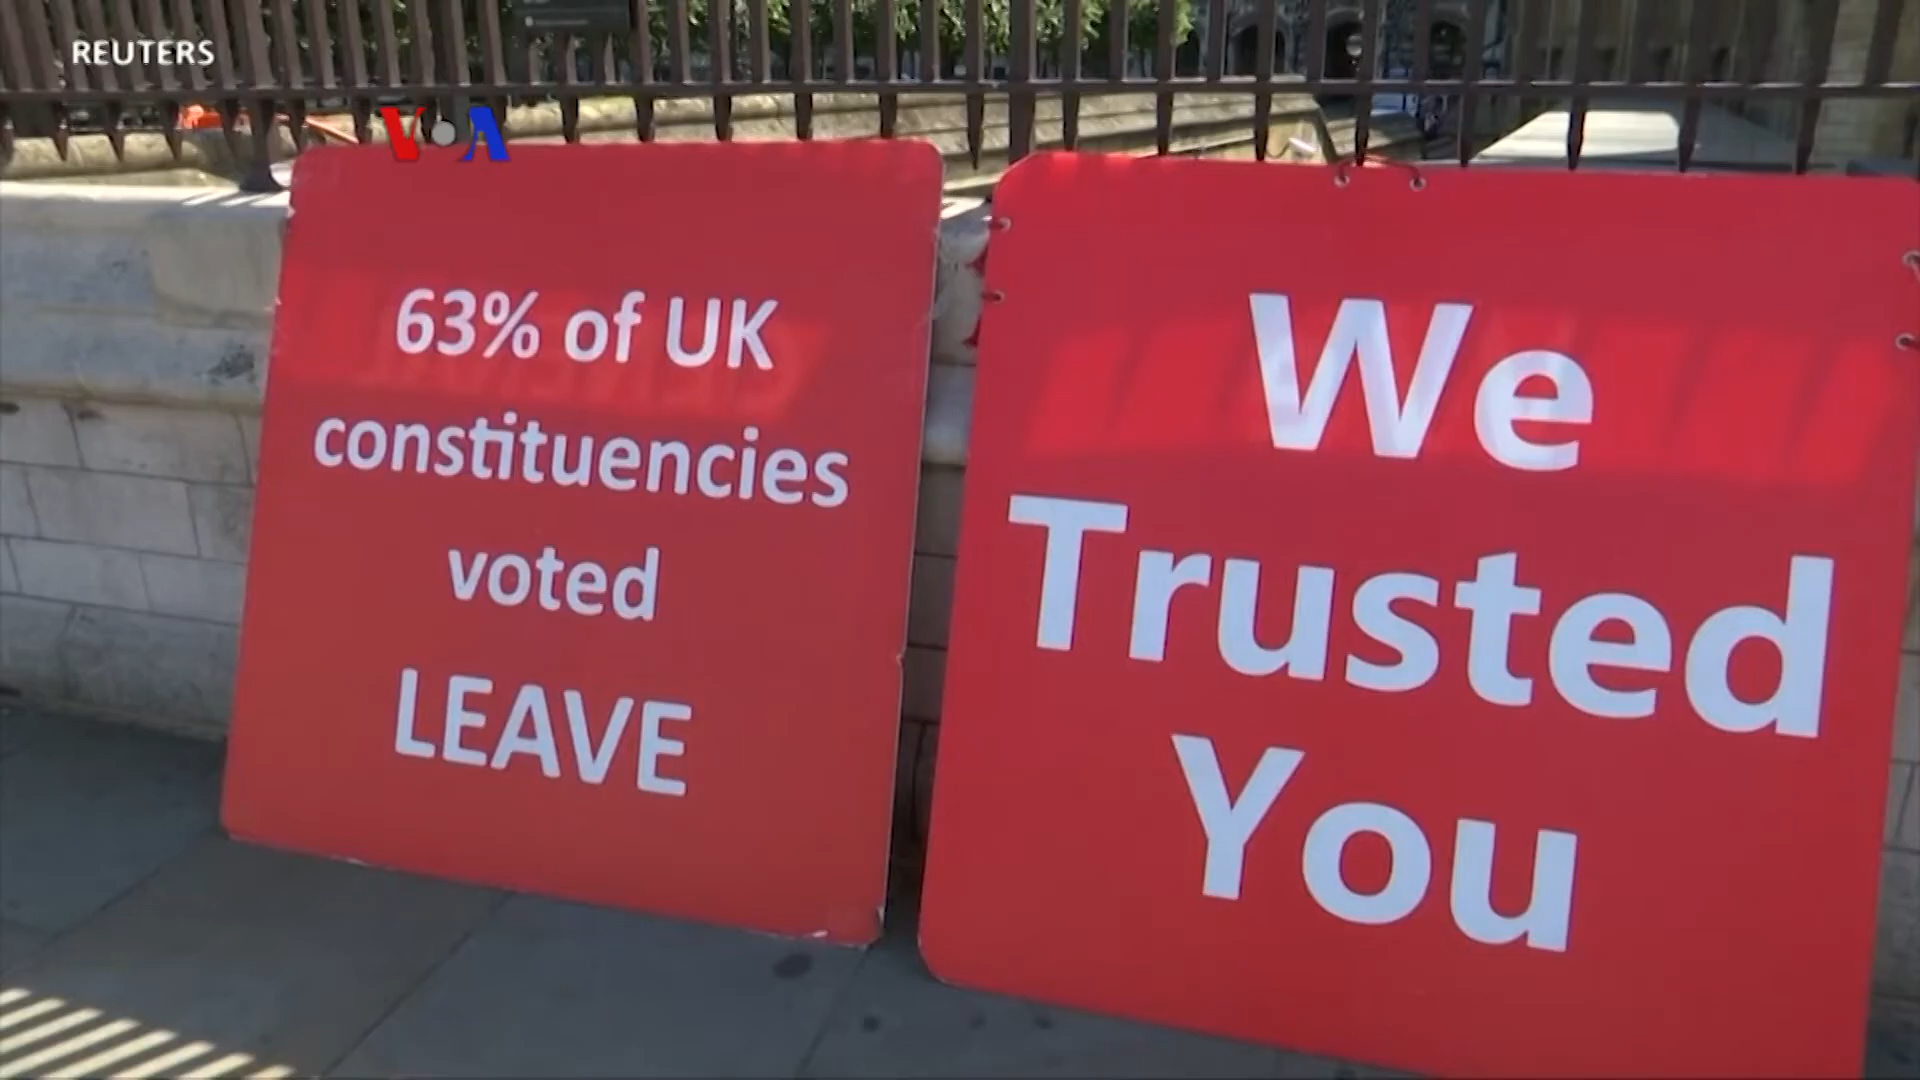 REUTERS
VOA
63% of UK
constituencies
voted
LEAVE
We
Trusted
You